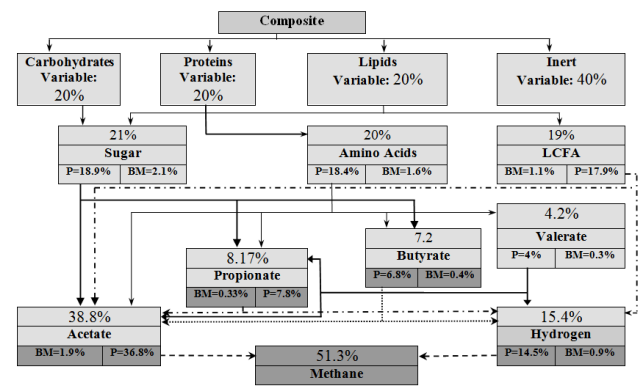 Composite
Carbohydrates
Variable:
20%
Proteins
Variable:
20%
Lipids
Variable: 20%
Inert
Variable: 40%
21%
Sugar
P=18.9% BM=2.1%
20%
Amino Acids
P=18.4% BM=1.6%
19%
LCFA
BM=1.1% P=17.9%
4.2%
Valerate
P=4% BM=0.3%
7.2
Butyrate
P=6.8% BM=0.4%
8.17%
Propionate
BM=0.33% P=7.8%
38.8%
Acetate
BM=1.9% P=36.8%
15.4%
Hydrogen
P=14.5% BM=0.9%
51.3%
Methane